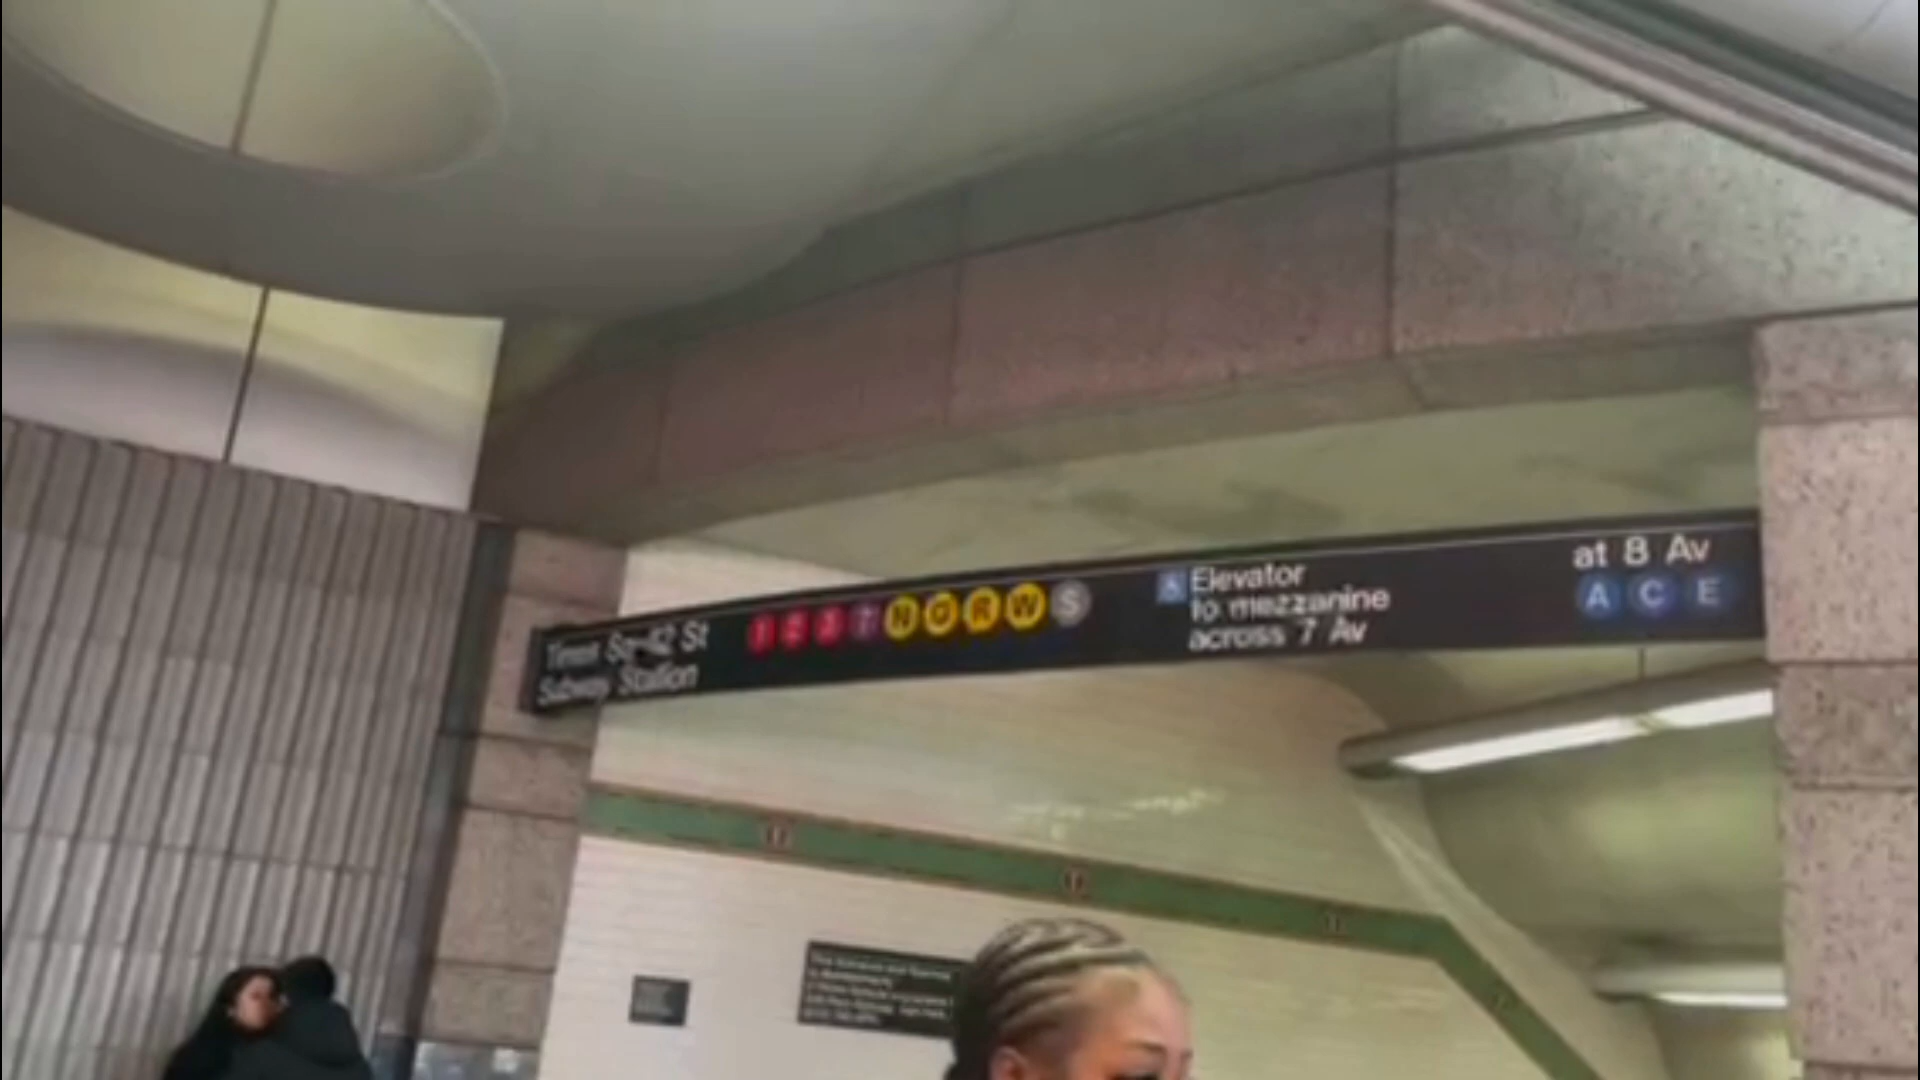 Times Sq-42 St
Subway Station
1 2 3 7 N Q R W S
Elevator
to mezzanine
across 7 Av
at 8 Av
A C E